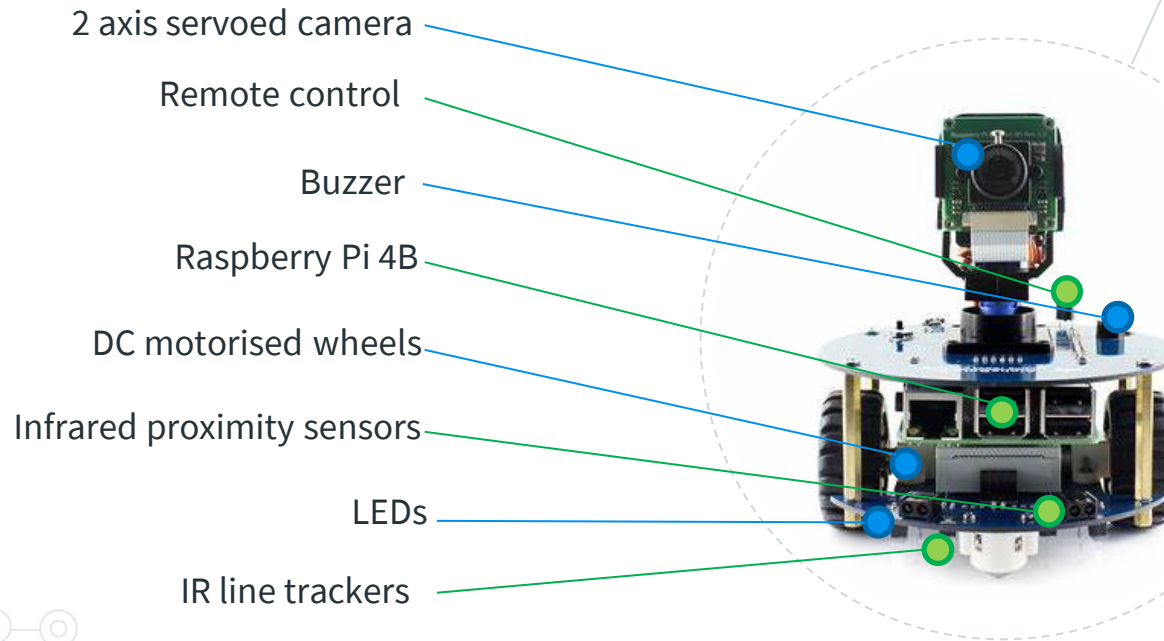 2 axis servoed camera
Remote control
Buzzer
Raspberry Pi 4B
DC motorised wheels
Infrared proximity sensors
LEDs
IR line trackers